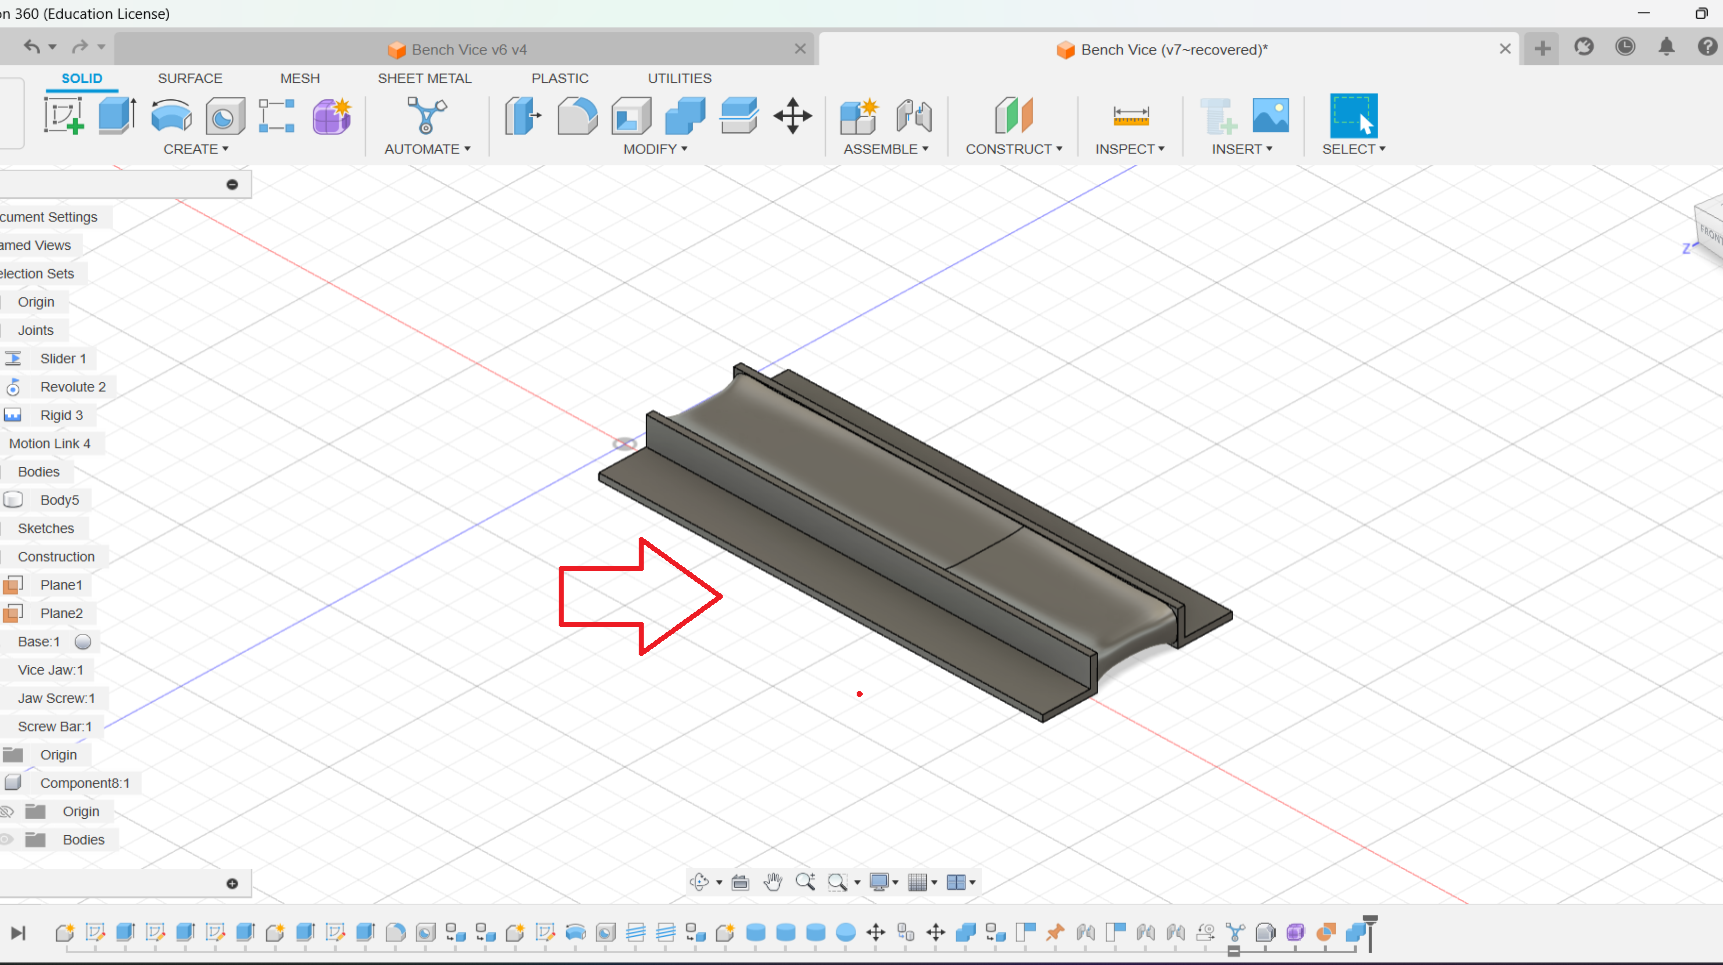 on 360 (Education License)
Bench Vice v6 v4
Bench Vice (v7~recovered)*
SOLID
SURFACE
MESH
SHEET METAL
PLASTIC
UTILITIES
CREATE
AUTOMATE
MODIFY
ASSEMBLE
CONSTRUCT
INSPECT
INSERT
SELECT
cument Settings
amed Views
election Sets
Origin
Joints
Slider 1
Revolute 2
Rigid 3
Motion Link 4
Bodies
Body5
Sketches
Construction
Plane1
Plane2
Base:1
Vice Jaw:1
Jaw Screw:1
Screw Bar:1
Origin
Component8:1
Origin
Bodies
FRONT
Z